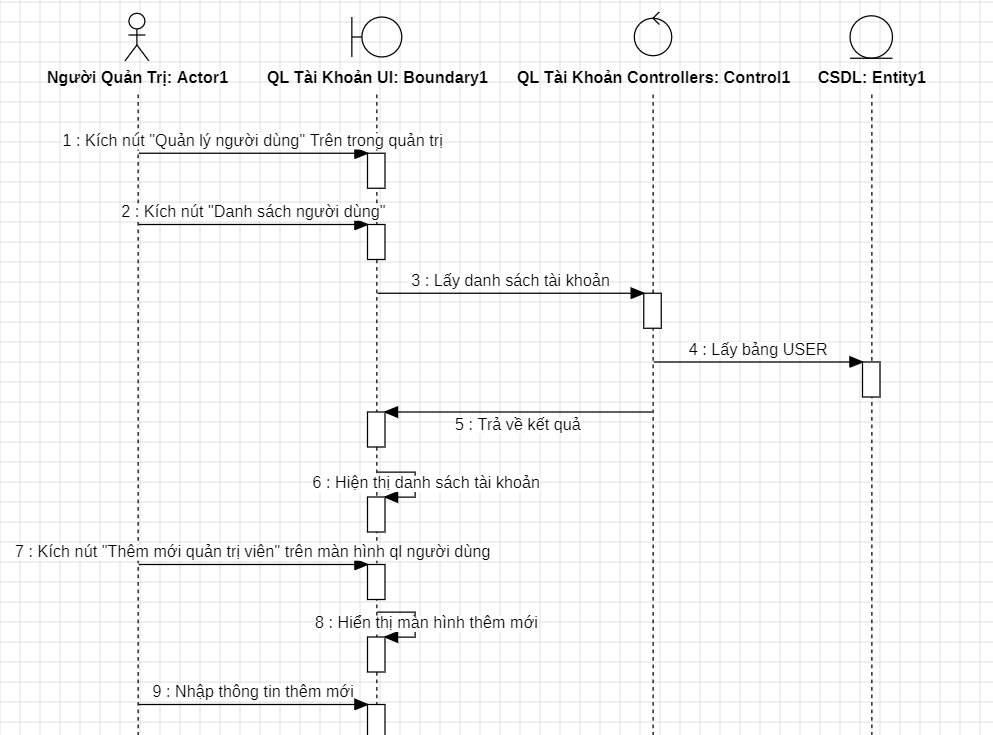 Người Quản Trị: Actor1
QL Tài Khoản UI: Boundary1
QL Tài Khoản Controllers: Control1
CSDL: Entity1
1 : Kích nút "Quản lý người dùng" Trên trong quản trị
2 : Kích nút "Danh sách người dùng"
3 : Lấy danh sách tài khoản
4 : Lấy bảng USER
5 : Trả về kết quả
6 : Hiện thị danh sách tài khoản
7 : Kích nút "Thêm mới quản trị viên" trên màn hình ql người dùng
8 : Hiển thị màn hình thêm mới
9 : Nhập thông tin thêm mới